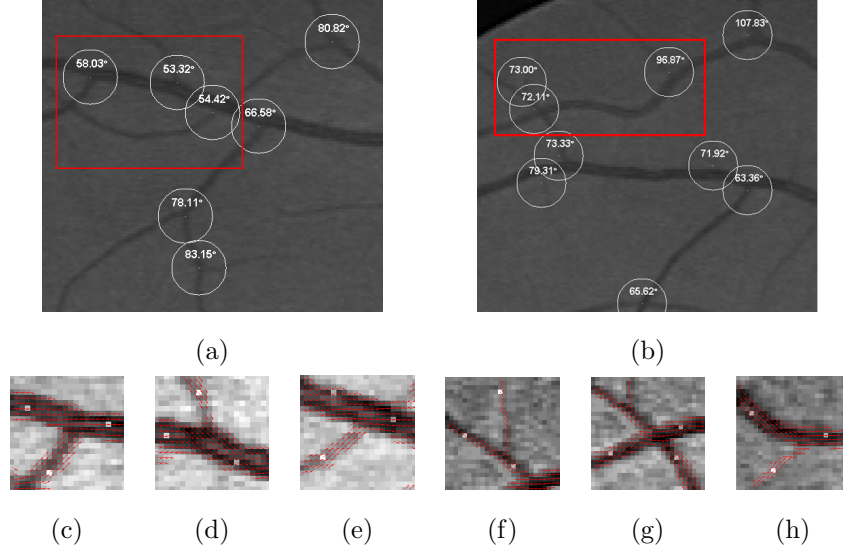 80.82°
58.03°
53.32°
54.42°
66.58°
78.11°
83.15°
107.83°
96.87°
73.00°
72.11°
73.33°
71.92°
79.31°
63.36°
65.62°
(a)
(b)
(c)
(d)
(e)
(f)
(g)
(h)